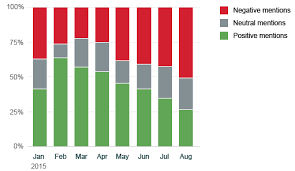 100%
Negative mentions
Neutral mentions
Positive mentions
75%
50%
25%
0%
Jan Feb Mar Apr May Jun Jul Aug
2015